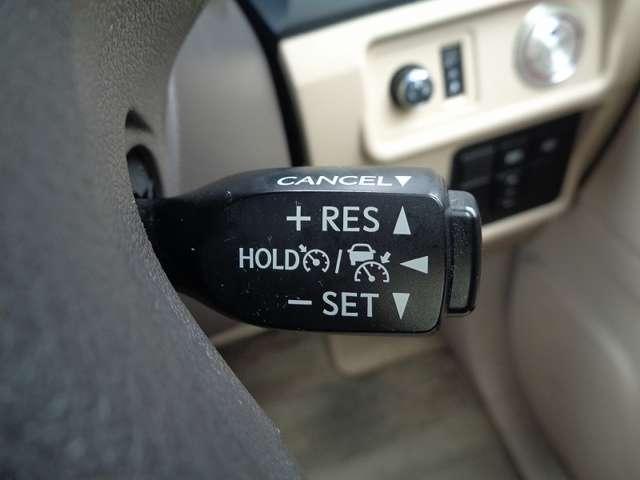 CANCEL▼
+ RES ▲
HOLD / ◀
− SET ▼